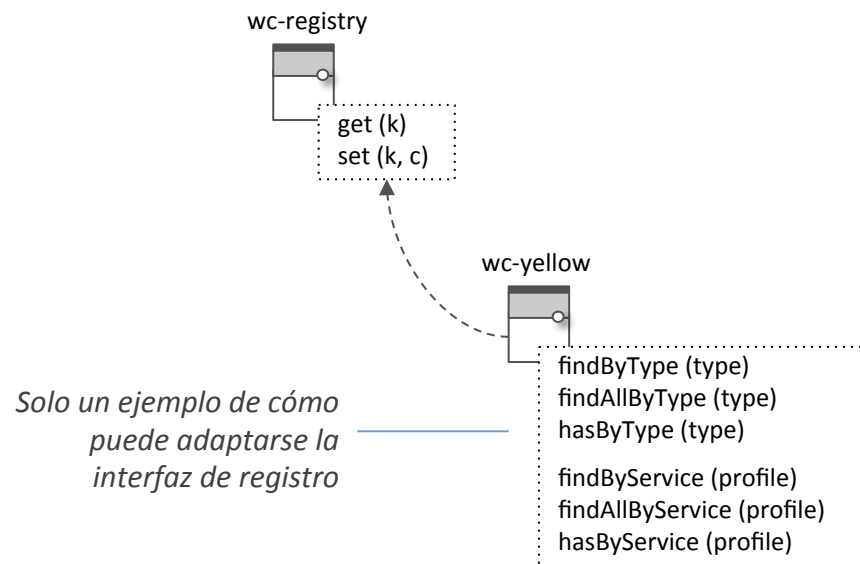 wc-registry
get (k)
set (k, c)
wc-yellow
findByType (type)
findAllByType (type)
hasByType (type)
findByService (profile)
findAllByService (profile)
hasByService (profile)
Solo un ejemplo de cómo
puede adaptarse la
interfaz de registro